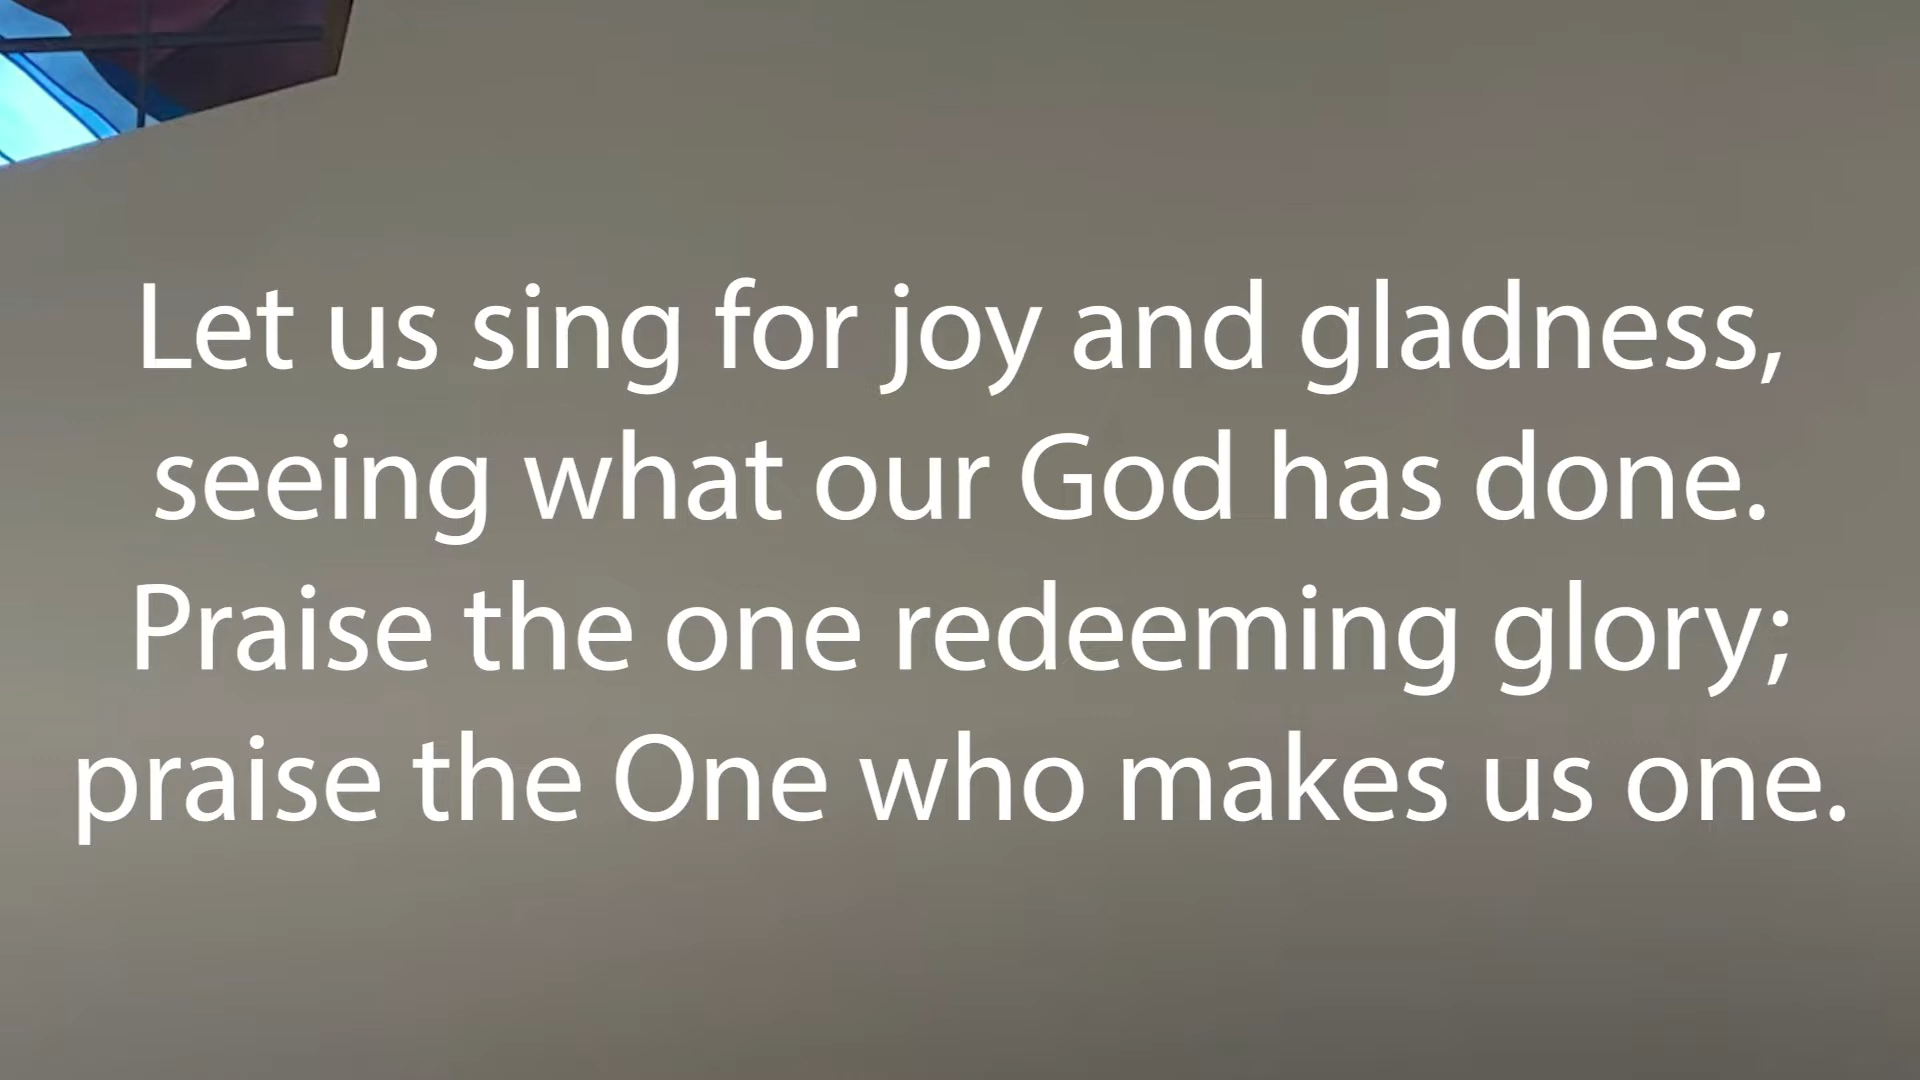 Let us sing for joy and gladness,
seeing what our God has done.
Praise the one redeeming glory;
praise the One who makes us one.